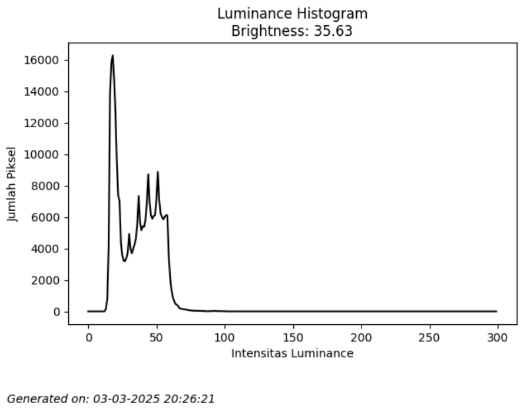 Luminance Histogram
Brightness: 35.63
16000
14000
12000
10000
8000
6000
4000
2000
0
Jumlah Piksel
0 50 100 150 200 250 300
Intensitas Luminance
Generated on: 03-03-2025 20:26:21